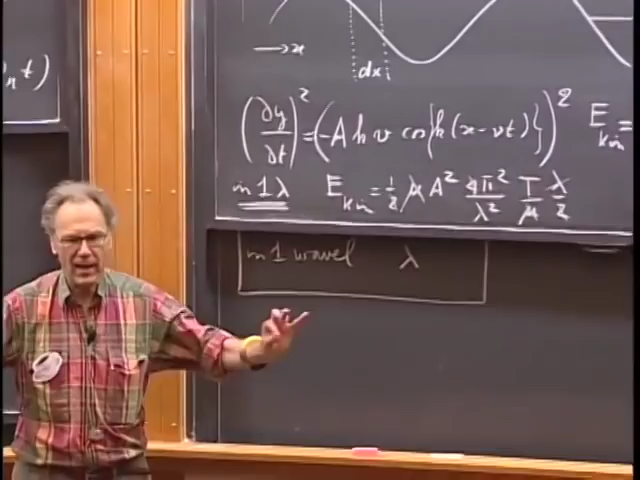 → x
dx
(∂y/∂t)² = (-A k v cos{k(x-vt)})² E_kin =
in 1 λ E_kin = 1/2 μ A² 4π²/λ² T/μ λ/2
in 1 wavel λ